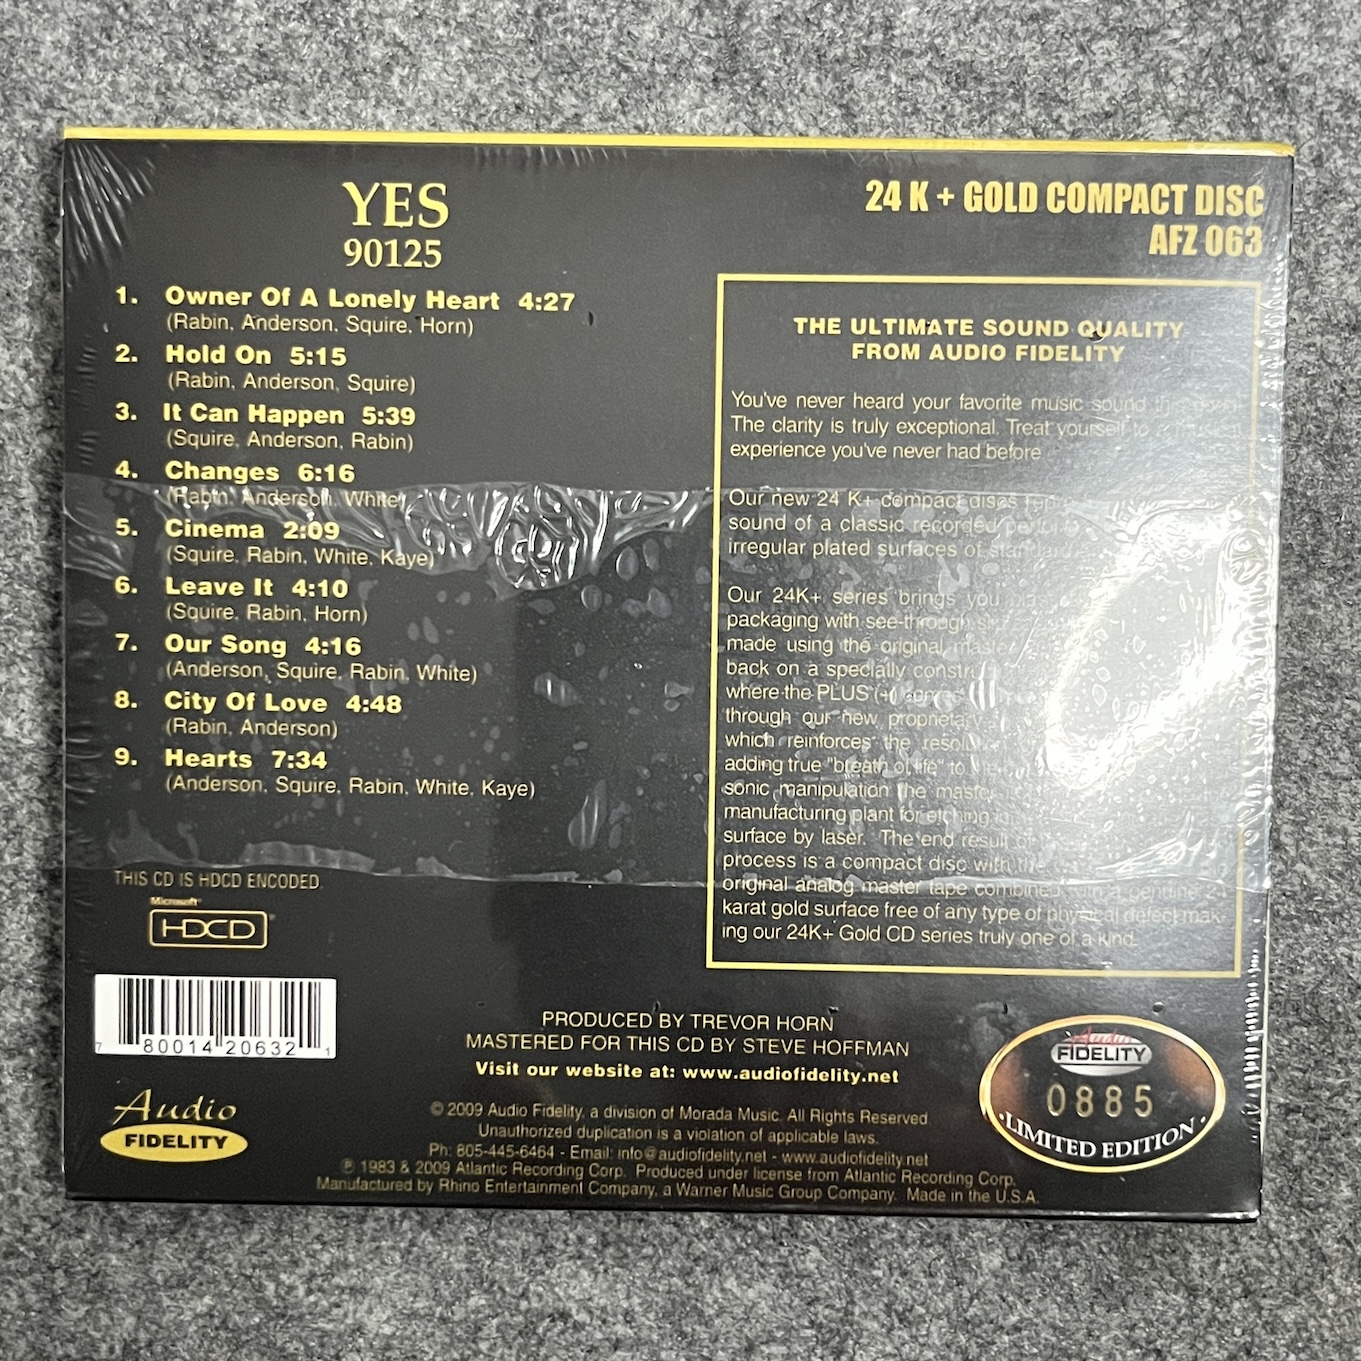 YES
90125
24 K + GOLD COMPACT DISC
AFZ 063
1. Owner Of A Lonely Heart 4:27
(Rabin, Anderson, Squire, Horn)
2. Hold On 5:15
(Rabin, Anderson, Squire)
3. It Can Happen 5:39
(Squire, Anderson, Rabin)
4. Changes 6:16
(Rabin, Anderson, White)
5. Cinema 2:09
(Squire, Rabin, White, Kaye)
6. Leave It 4:10
(Squire, Rabin, Horn)
7. Our Song 4:16
(Anderson, Squire, Rabin, White)
8. City Of Love 4:48
(Rabin, Anderson)
9. Hearts 7:34
(Anderson, Squire, Rabin, White, Kaye)
THE ULTIMATE SOUND QUALITY
FROM AUDIO FIDELITY
You've never heard your favorite music sound
The clarity is truly exceptional. Treat yourself to
experience you've never had before
Our new 24 K+ compact discs
sound of a classic recorded
irregular plated surfaces of standard
Our 24K+ series brings you
packaging with see-through
made using the original master
back on a specially
where the PLUS (+)
through our new
which reinforces the
adding true "breath of life" to
sonic manipulation the master
manufacturing plant for etching
surface by laser. The end result of
process is a compact disc with the
original analog master tape combined with a genuine 24
karat gold surface free of any type of physical defect mak-
ing our 24K+ Gold CD series truly one of a kind.
THIS CD IS HDCD ENCODED.
Microsoft
HDCD
7 80014 20632 1
Audio
FIDELITY
PRODUCED BY TREVOR HORN
MASTERED FOR THIS CD BY STEVE HOFFMAN
Visit our website at: www.audiofidelity.net
© 2009 Audio Fidelity, a division of Morada Music. All Rights Reserved
Unauthorized duplication is a violation of applicable laws.
Ph: 805-445-6464 - Email: info@audiofidelity.net - www.audiofidelity.net
℗ 1983 & 2009 Atlantic Recording Corp. Produced under license from Atlantic Recording Corp.
Manufactured by Rhino Entertainment Company, a Warner Music Group Company. Made in the U.S.A.
Audio
FIDELITY
0885
·LIMITED EDITION·